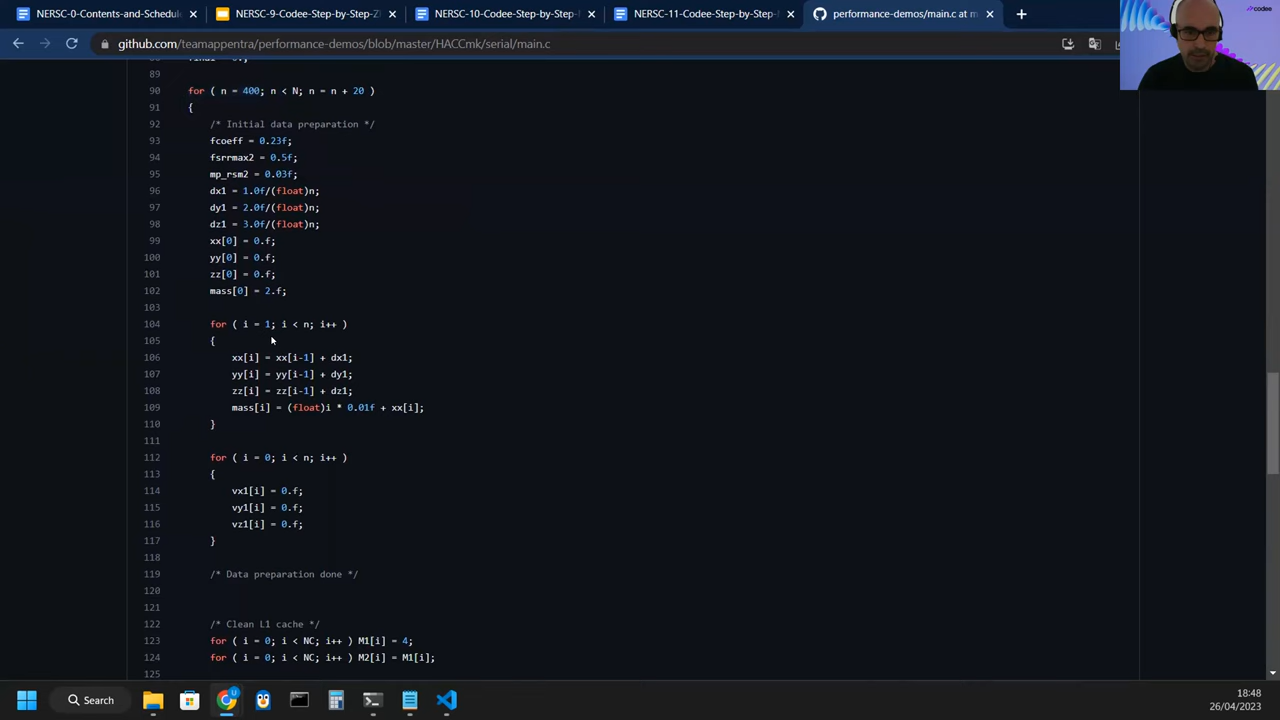 NERSC-0-Contents-and-Schedul
NERSC-9-Codee-Step-by-Step-Z
NERSC-10-Codee-Step-by-Step-
NERSC-11-Codee-Step-by-Step-
performance-demos/main.c at m
codee
github.com/teamappentra/performance-demos/blob/master/HACCmk/serial/main.c
89
90 for ( n = 400; n < N; n = n + 20 )
91 {
92 /* Initial data preparation */
93 fcoeff = 0.23f;
94 fsrrmax2 = 0.5f;
95 mp_rsm2 = 0.03f;
96 dx1 = 1.0f/(float)n;
97 dy1 = 2.0f/(float)n;
98 dz1 = 3.0f/(float)n;
99 xx[0] = 0.f;
100 yy[0] = 0.f;
101 zz[0] = 0.f;
102 mass[0] = 2.f;
103
104 for ( i = 1; i < n; i++ )
105 {
106 xx[i] = xx[i-1] + dx1;
107 yy[i] = yy[i-1] + dy1;
108 zz[i] = zz[i-1] + dz1;
109 mass[i] = (float)i * 0.01f + xx[i];
110 }
111
112 for ( i = 0; i < n; i++ )
113 {
114 vx1[i] = 0.f;
115 vy1[i] = 0.f;
116 vz1[i] = 0.f;
117 }
118
119 /* Data preparation done */
120
121
122 /* Clean L1 cache */
123 for ( i = 0; i < NC; i++ ) M1[i] = 4;
124 for ( i = 0; i < NC; i++ ) M2[i] = M1[i];
125
Search
18:48
26/04/2023